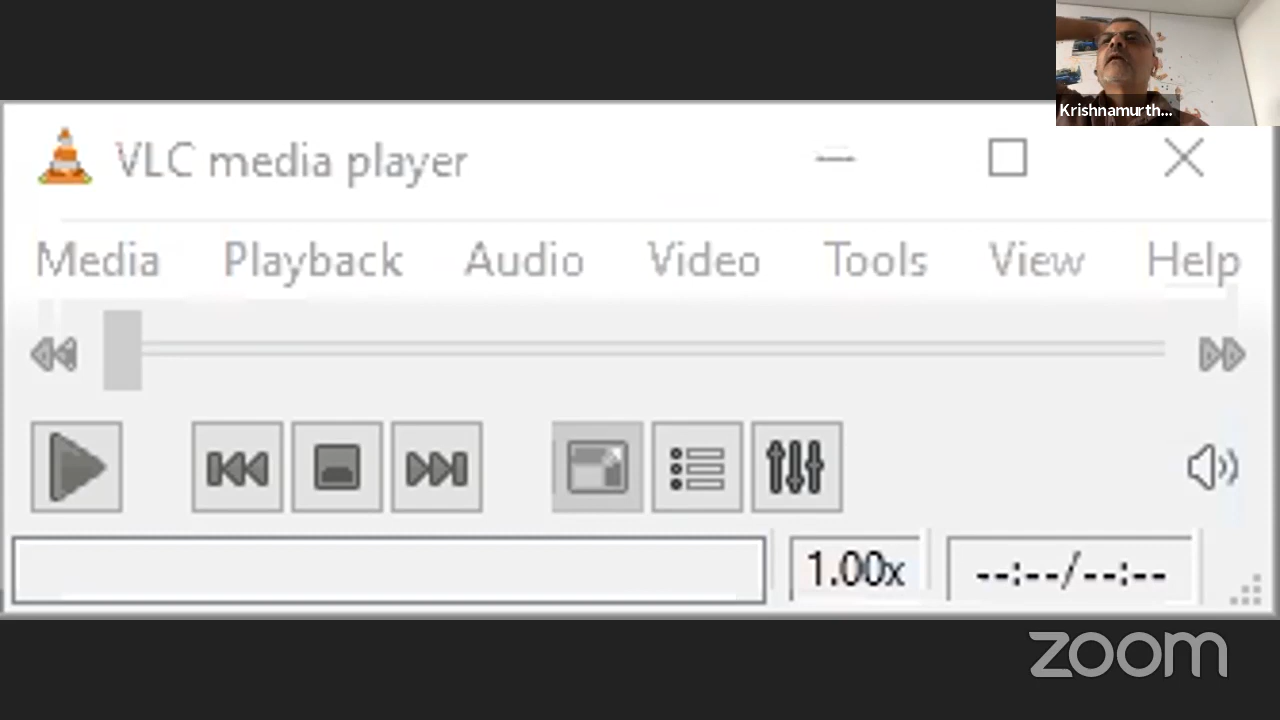 Krishnamurth...
VLC media player
Media Playback Audio Video Tools View Help
1.00x --:--/--:--
zoom